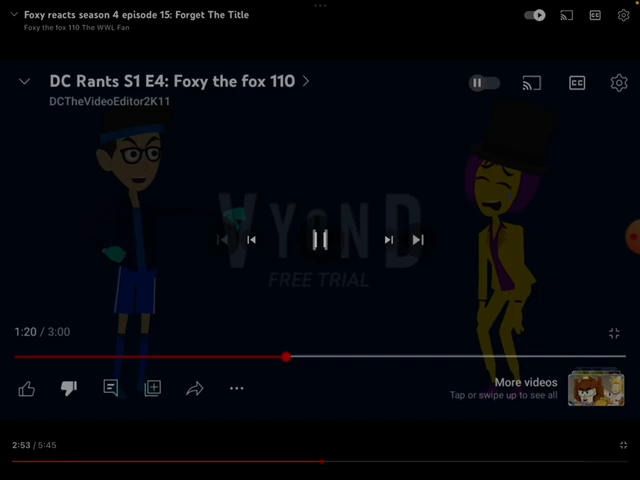 Foxy reacts season 4 episode 15: Forget The Title
Foxy the fox 110 The WWL Fan
DC Rants S1 E4: Foxy the fox 110
DCTheVideoEditor2K11
VYOND
FREE TRIAL
1:20 / 3:00
More videos
Tap or swipe up to see all
2:53 / 5:45